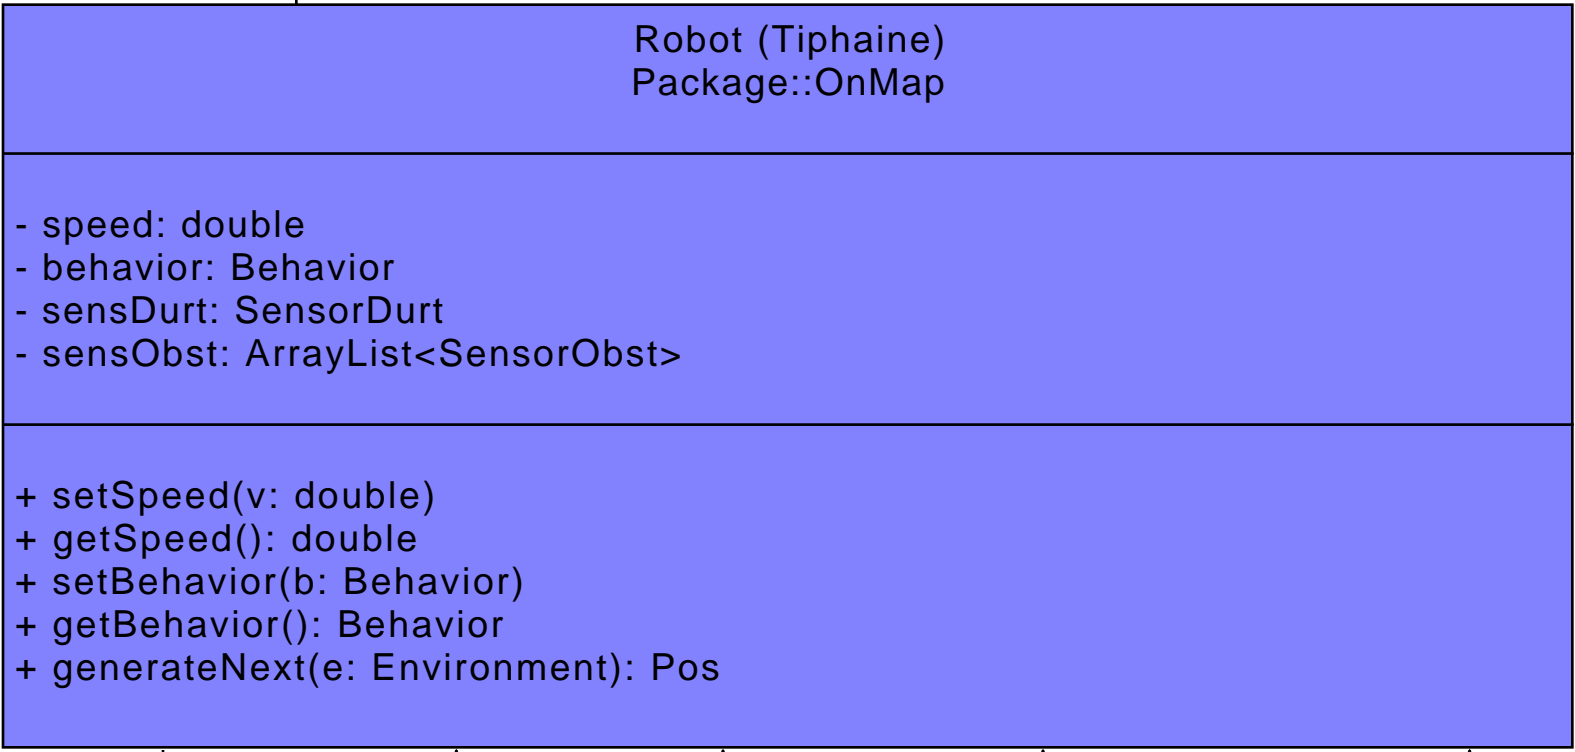 Robot (Tiphaine)
Package::OnMap
- speed: double
- behavior: Behavior
- sensDurt: SensorDurt
- sensObst: ArrayList<SensorObst>
+ setSpeed(v: double)
+ getSpeed(): double
+ setBehavior(b: Behavior)
+ getBehavior(): Behavior
+ generateNext(e: Environment): Pos